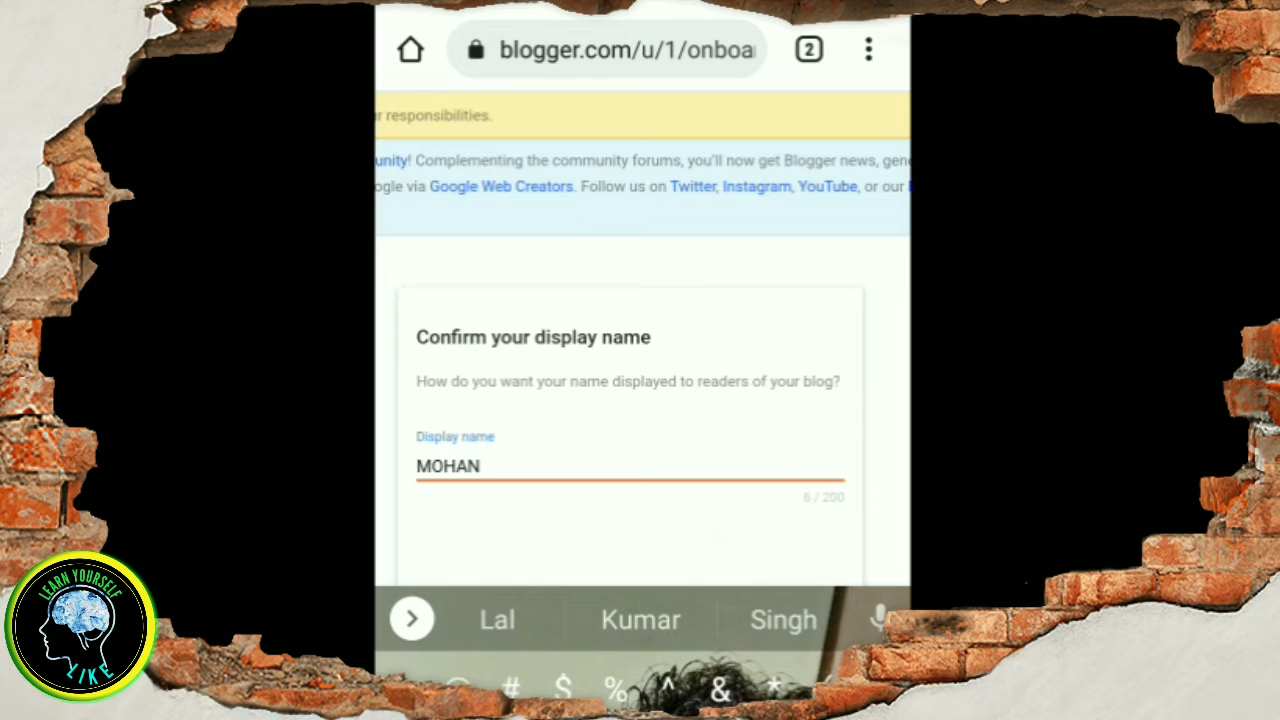 blogger.com/u/1/onboa
2
r responsibilities.
unity! Complementing the community forums, you'll now get Blogger news, gene
ogle via Google Web Creators. Follow us on Twitter, Instagram, YouTube, or our
Confirm your display name
How do you want your name displayed to readers of your blog?
Display name
MOHAN
6 / 200
Lal Kumar Singh
# $ % ^ & *
LEARN YOURSELF
LIKE